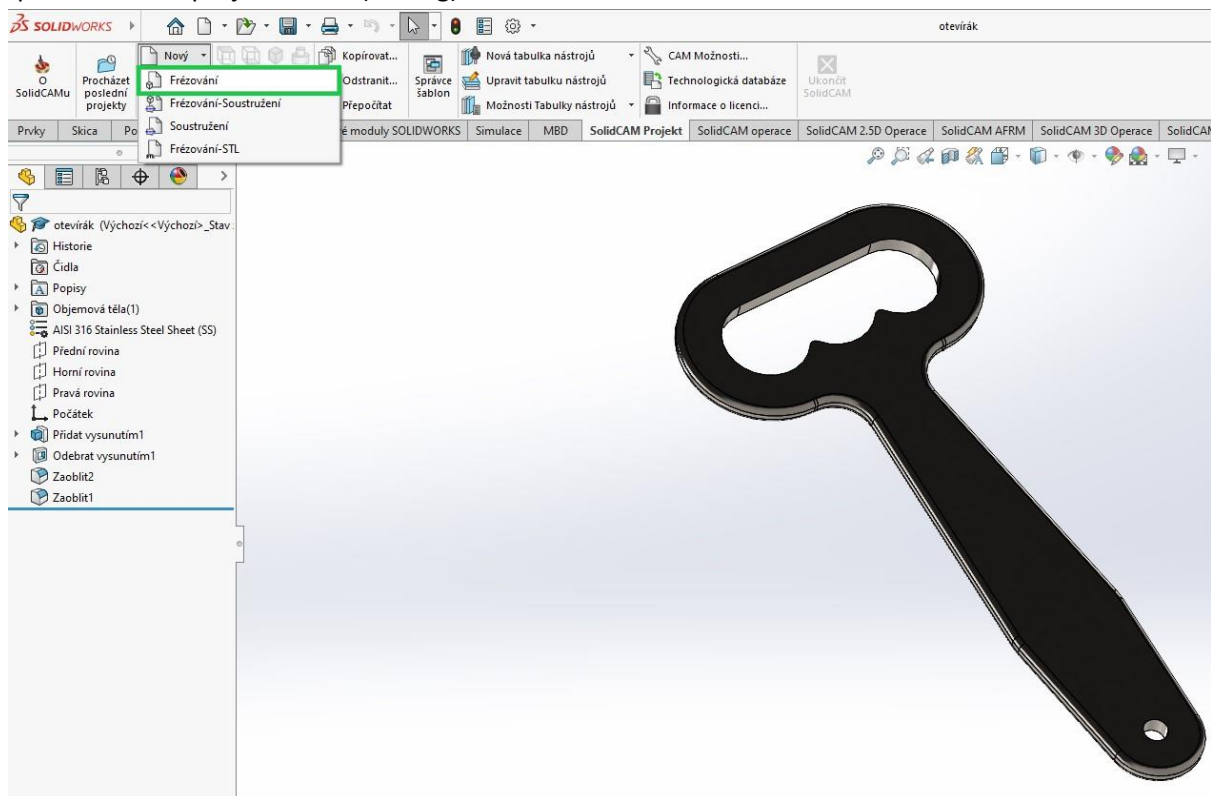 SOLIDWORKS
otevírák
O SolidCAMu
Procházet poslední projekty
Nový
Frézování
Frézování-Soustružení
Soustružení
Frézování-STL
Kopírovat...
Odstranit...
Přepočítat
Správce šablon
Nová tabulka nástrojů
Upravit tabulku nástrojů
Možnosti Tabulky nástrojů
CAM Možnosti...
Technologická databáze
Informace o licenci...
Ukončit SolidCAM
Prvky
Skica
Po
é moduly SOLIDWORKS
Simulace
MBD
SolidCAM Projekt
SolidCAM operace
SolidCAM 2.5D Operace
SolidCAM AFRM
SolidCAM 3D Operace
SolidCAM
otevírák (Výchozí<<Výchozí>_Stav
Historie
Čidla
Popisy
Objemová těla(1)
AISI 316 Stainless Steel Sheet (SS)
Přední rovina
Horní rovina
Pravá rovina
Počátek
Přidat vysunutím1
Odebrat vysunutím1
Zaoblit2
Zaoblit1